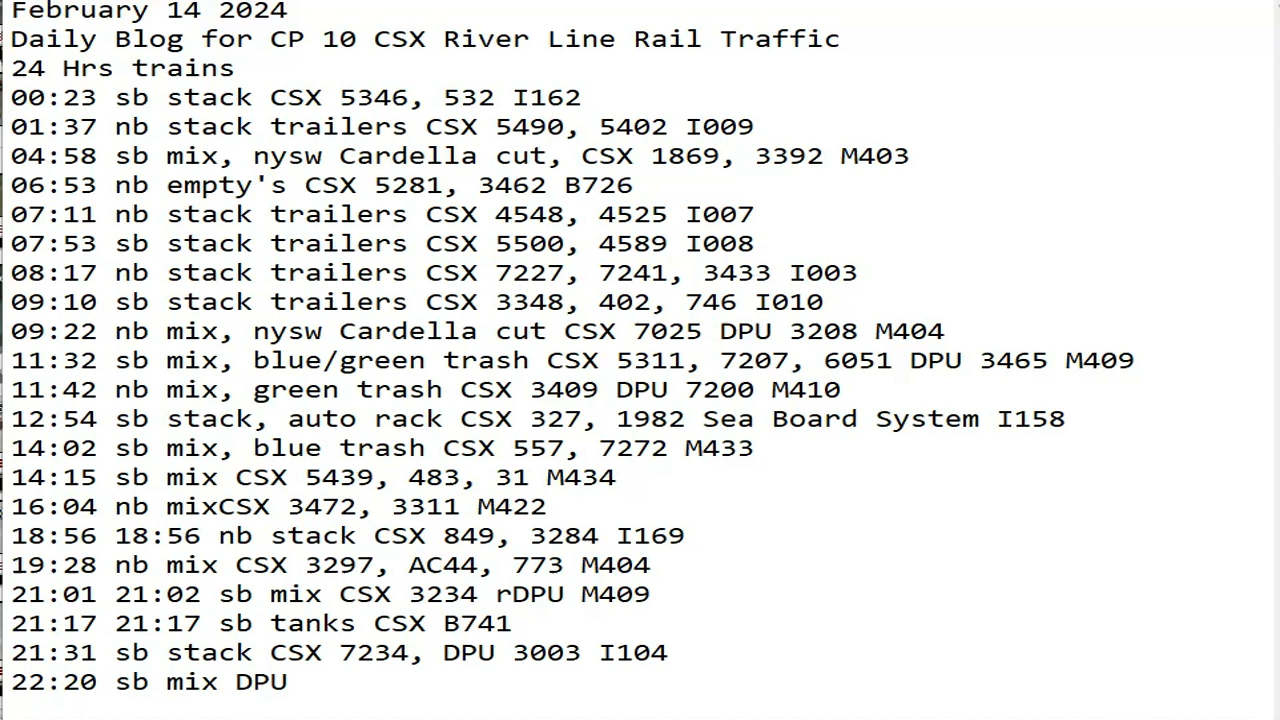 February 14 2024
Daily Blog for CP 10 CSX River Line Rail Traffic
24 Hrs trains
00:23 sb stack CSX 5346, 532 I162
01:37 nb stack trailers CSX 5490, 5402 I009
04:58 sb mix, nysw Cardella cut, CSX 1869, 3392 M403
06:53 nb empty's CSX 5281, 3462 B726
07:11 nb stack trailers CSX 4548, 4525 I007
07:53 sb stack trailers CSX 5500, 4589 I008
08:17 nb stack trailers CSX 7227, 7241, 3433 I003
09:10 sb stack trailers CSX 3348, 402, 746 I010
09:22 nb mix, nysw Cardella cut CSX 7025 DPU 3208 M404
11:32 sb mix, blue/green trash CSX 5311, 7207, 6051 DPU 3465 M409
11:42 nb mix, green trash CSX 3409 DPU 7200 M410
12:54 sb stack, auto rack CSX 327, 1982 Sea Board System I158
14:02 sb mix, blue trash CSX 557, 7272 M433
14:15 sb mix CSX 5439, 483, 31 M434
16:04 nb mixCSX 3472, 3311 M422
18:56 18:56 nb stack CSX 849, 3284 I169
19:28 nb mix CSX 3297, AC44, 773 M404
21:01 21:02 sb mix CSX 3234 rDPU M409
21:17 21:17 sb tanks CSX B741
21:31 sb stack CSX 7234, DPU 3003 I104
22:20 sb mix DPU